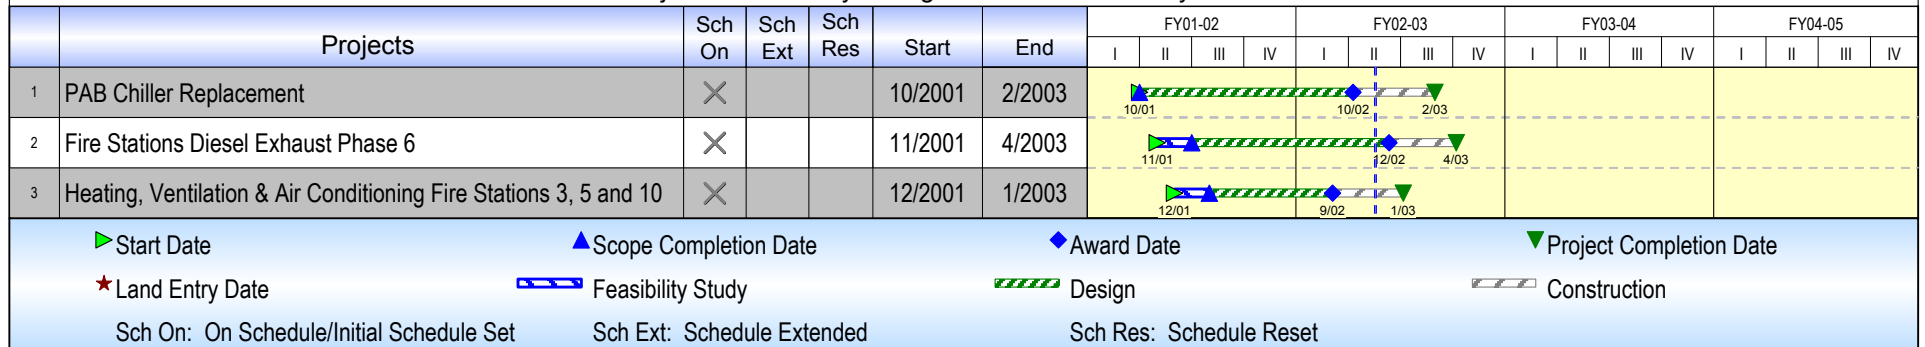 Projects Sch On Sch Ext Sch Res Start End FY01-02 FY02-03 FY03-04 FY04-05
I II III IV I II III IV I II III IV I II III IV
1 PAB Chiller Replacement 10/2001 2/2003
10/01 10/02 2/03
2 Fire Stations Diesel Exhaust Phase 6 11/2001 4/2003
11/01 12/02 4/03
3 Heating, Ventilation & Air Conditioning Fire Stations 3, 5 and 10 12/2001 1/2003
12/01 9/02 1/03
Start Date Scope Completion Date Award Date Project Completion Date
Land Entry Date Feasibility Study Design Construction
Sch On: On Schedule/Initial Schedule Set Sch Ext: Schedule Extended Sch Res: Schedule Reset